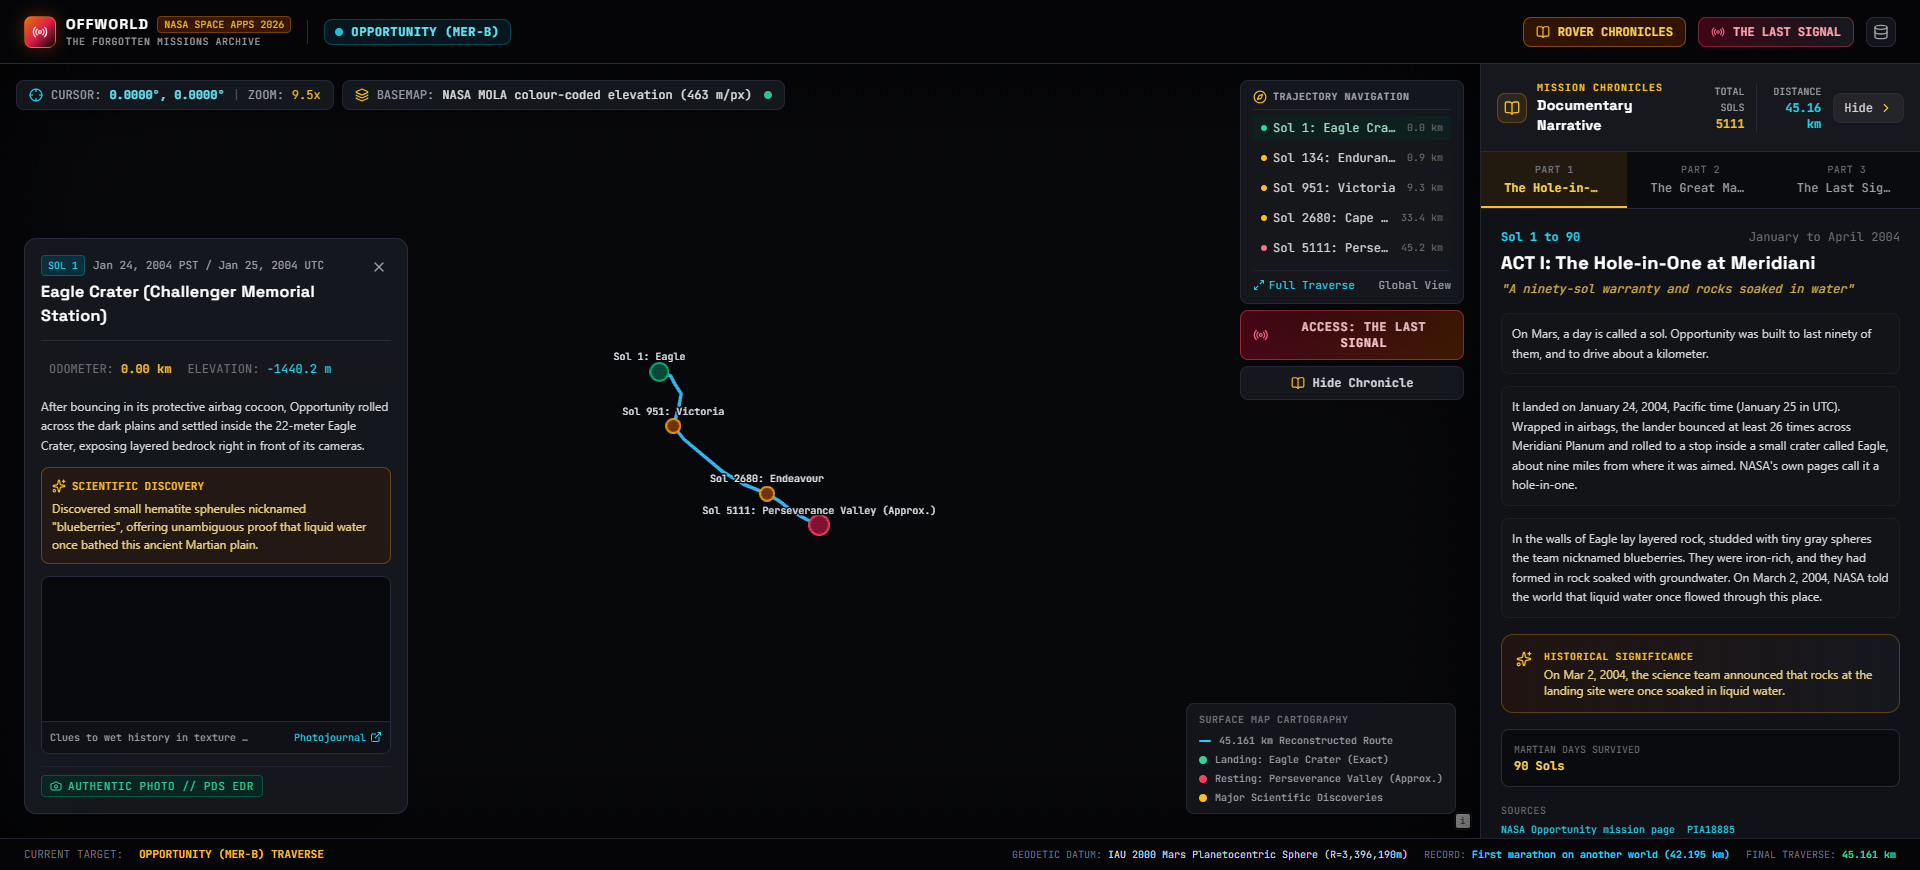 OFFWORLD NASA SPACE APPS 2026
THE FORGOTTEN MISSIONS ARCHIVE
OPPORTUNITY (MER-B)
ROVER CHRONICLES
THE LAST SIGNAL
CURSOR: 0.0000°, 0.0000° | ZOOM: 9.5x
BASEMAP: NASA MOLA colour-coded elevation (463 m/px)
SOL 1 Jan 24, 2004 PST / Jan 25, 2004 UTC
Eagle Crater (Challenger Memorial
Station)
ODOMETER: 0.00 km ELEVATION: -1440.2 m
After bouncing in its protective airbag cocoon, Opportunity rolled
across the dark plains and settled inside the 22-meter Eagle
Crater, exposing layered bedrock right in front of its cameras.
SCIENTIFIC DISCOVERY
Discovered small hematite spherules nicknamed
"blueberries", offering unambiguous proof that liquid water
once bathed this ancient Martian plain.
Clues to wet history in texture …
Photojournal
AUTHENTIC PHOTO // PDS EDR
Sol 1: Eagle
Sol 951: Victoria
Sol 2680: Endeavour
Sol 5111: Perseverance Valley (Approx.)
TRAJECTORY NAVIGATION
Sol 1: Eagle Cra… 0.0 km
Sol 134: Enduran… 0.9 km
Sol 951: Victoria 9.3 km
Sol 2680: Cape … 33.4 km
Sol 5111: Perse… 45.2 km
Full Traverse Global View
ACCESS: THE LAST
SIGNAL
Hide Chronicle
SURFACE MAP CARTOGRAPHY
45.161 km Reconstructed Route
Landing: Eagle Crater (Exact)
Resting: Perseverance Valley (Approx.)
Major Scientific Discoveries
i
MISSION CHRONICLES
Documentary
Narrative
TOTAL
SOLS
5111
DISTANCE
45.16
km
Hide
PART 1
The Hole-in-…
PART 2
The Great Ma…
PART 3
The Last Sig…
Sol 1 to 90 January to April 2004
ACT I: The Hole-in-One at Meridiani
"A ninety-sol warranty and rocks soaked in water"
On Mars, a day is called a sol. Opportunity was built to last ninety of
them, and to drive about a kilometer.
It landed on January 24, 2004, Pacific time (January 25 in UTC).
Wrapped in airbags, the lander bounced at least 26 times across
Meridiani Planum and rolled to a stop inside a small crater called Eagle,
about nine miles from where it was aimed. NASA's own pages call it a
hole-in-one.
In the walls of Eagle lay layered rock, studded with tiny gray spheres
the team nicknamed blueberries. They were iron-rich, and they had
formed in rock soaked with groundwater. On March 2, 2004, NASA told
the world that liquid water once flowed through this place.
HISTORICAL SIGNIFICANCE
On Mar 2, 2004, the science team announced that rocks at the
landing site were once soaked in liquid water.
MARTIAN DAYS SURVIVED
90 Sols
SOURCES
NASA Opportunity mission page PIA18885
CURRENT TARGET: OPPORTUNITY (MER-B) TRAVERSE
GEODETIC DATUM: IAU 2000 Mars Planetocentric Sphere (R=3,396,190m)
RECORD: First marathon on another world (42.195 km)
FINAL TRAVERSE: 45.161 km